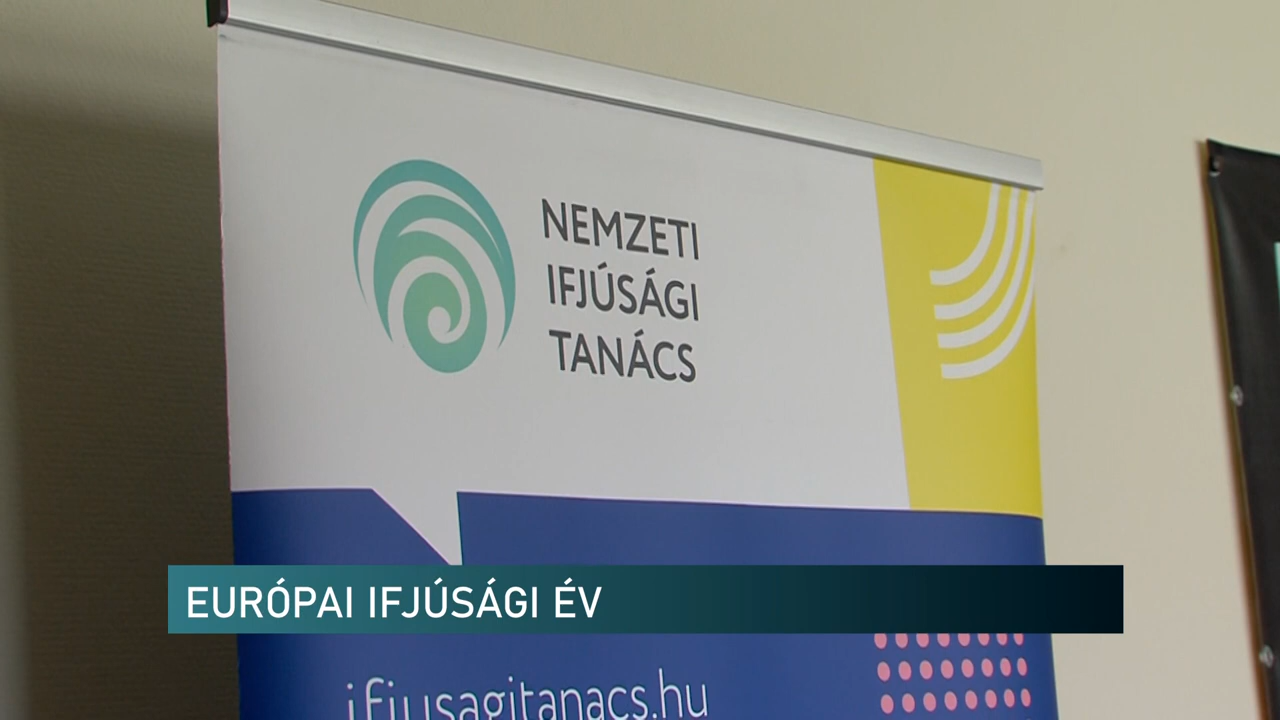 NEMZETI
IFJÚSÁGI
TANÁCS
EURÓPAI IFJÚSÁGI ÉV
ifjusagitanacs.hu